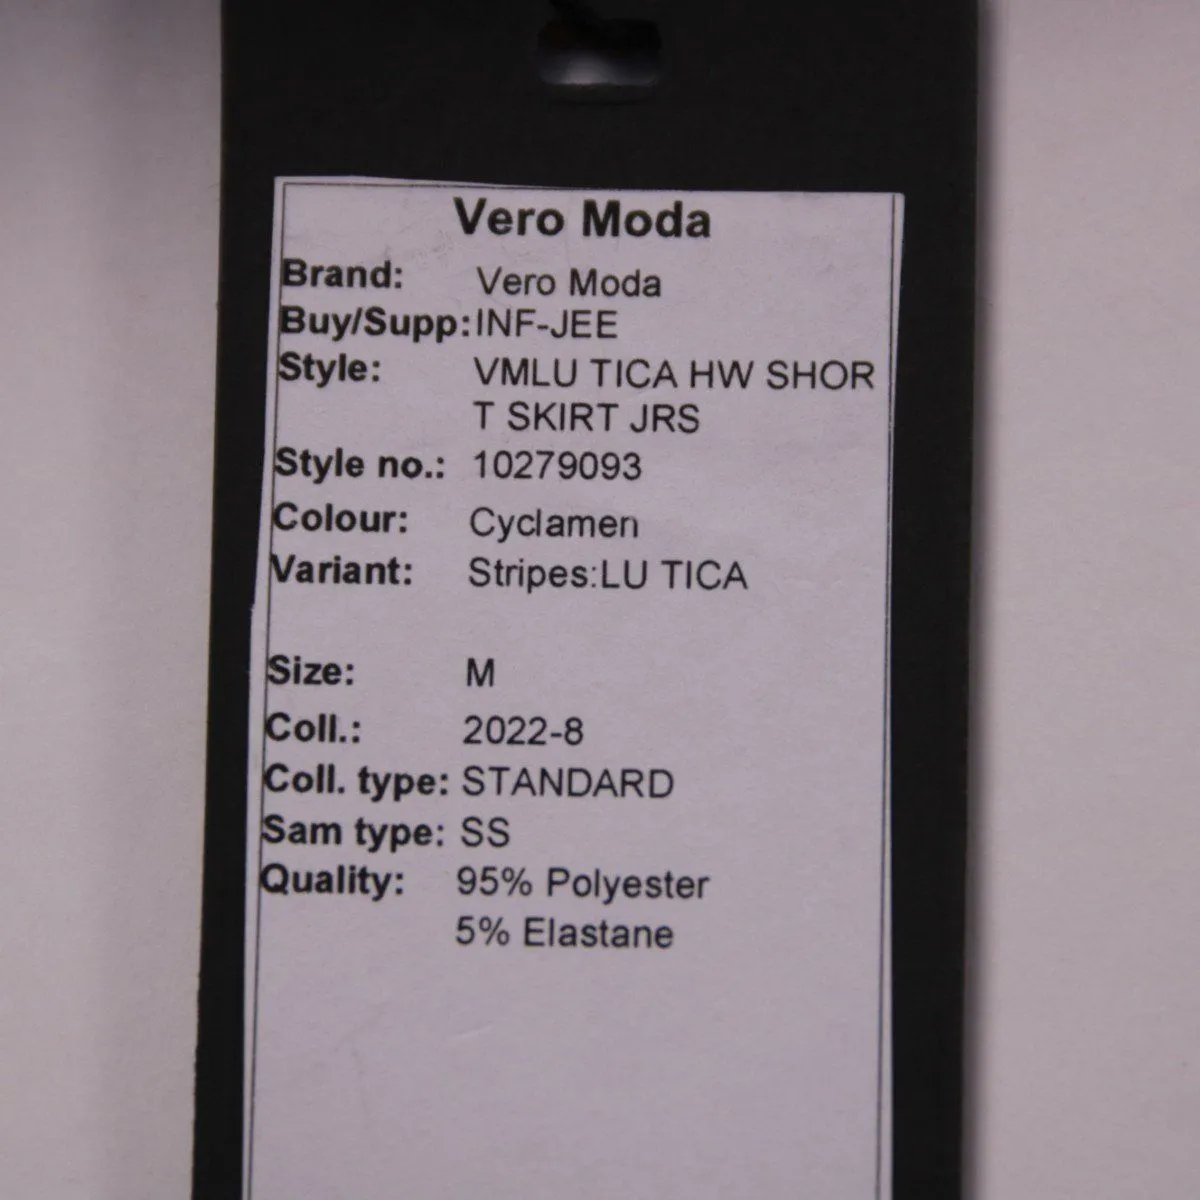 Vero Moda
Brand: Vero Moda
Buy/Supp: INF-JEE
Style: VMLU TICA HW SHOR
T SKIRT JRS
Style no.: 10279093
Colour: Cyclamen
Variant: Stripes:LU TICA
Size: M
Coll.: 2022-8
Coll. type: STANDARD
Sam type: SS
Quality: 95% Polyester
5% Elastane